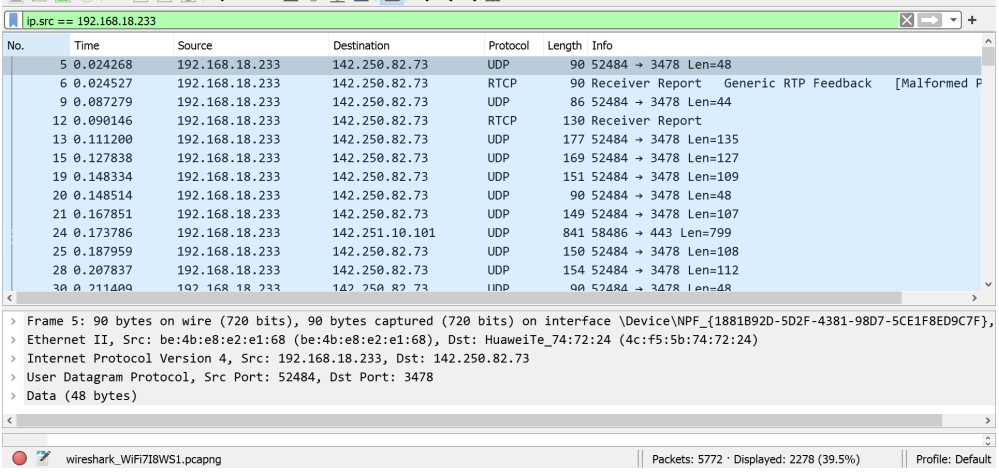 ip.src == 192.168.18.233
No. Time Source Destination Protocol Length Info
5 0.024268 192.168.18.233 142.250.82.73 UDP 90 52484 → 3478 Len=48
6 0.024527 192.168.18.233 142.250.82.73 RTCP 90 Receiver Report Generic RTP Feedback [Malformed P
9 0.087279 192.168.18.233 142.250.82.73 UDP 86 52484 → 3478 Len=44
12 0.090146 192.168.18.233 142.250.82.73 RTCP 130 Receiver Report
13 0.111200 192.168.18.233 142.250.82.73 UDP 177 52484 → 3478 Len=135
15 0.127838 192.168.18.233 142.250.82.73 UDP 169 52484 → 3478 Len=127
19 0.148334 192.168.18.233 142.250.82.73 UDP 151 52484 → 3478 Len=109
20 0.148514 192.168.18.233 142.250.82.73 UDP 90 52484 → 3478 Len=48
21 0.167851 192.168.18.233 142.250.82.73 UDP 149 52484 → 3478 Len=107
24 0.173786 192.168.18.233 142.251.10.101 UDP 841 58486 → 443 Len=799
25 0.187959 192.168.18.233 142.250.82.73 UDP 150 52484 → 3478 Len=108
28 0.207837 192.168.18.233 142.250.82.73 UDP 154 52484 → 3478 Len=112
30 0.211409 192.168.18.233 142.250.82.73 UDP 90 52484 → 3478 Len=48
Frame 5: 90 bytes on wire (720 bits), 90 bytes captured (720 bits) on interface \Device\NPF_{1881B92D-5D2F-4381-98D7-5CE1F8ED9C7F},
Ethernet II, Src: be:4b:e8:e2:e1:68 (be:4b:e8:e2:e1:68), Dst: HuaweiTe_74:72:24 (4c:f5:5b:74:72:24)
Internet Protocol Version 4, Src: 192.168.18.233, Dst: 142.250.82.73
User Datagram Protocol, Src Port: 52484, Dst Port: 3478
Data (48 bytes)
wireshark_WiFi7I8WS1.pcapng Packets: 5772 · Displayed: 2278 (39.5%) Profile: Default